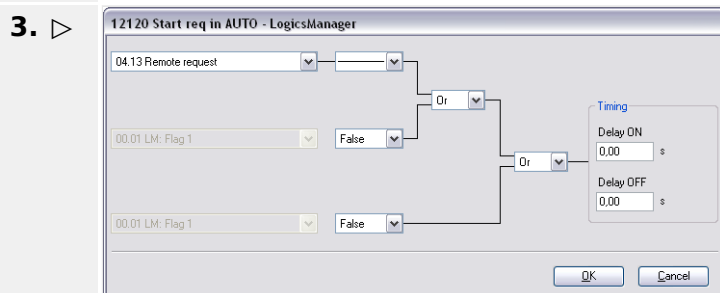 3. ▷
12120 Start req in AUTO - LogicsManager
04.13 Remote request
Or
Timing
Delay ON
00.01 LM: Flag 1 False
0,00 s
Or
Delay OFF
0,00 s
00.01 LM: Flag 1 False
OK Cancel